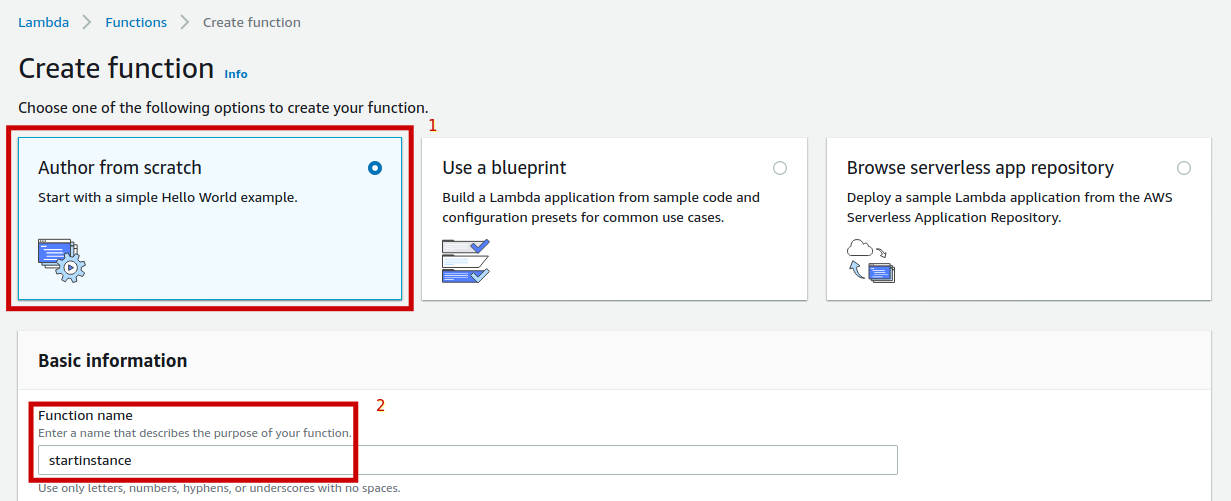 Lambda > Functions > Create function
Create function Info
Choose one of the following options to create your function.
1
Author from scratch
Start with a simple Hello World example.
Use a blueprint
Build a Lambda application from sample code and
configuration presets for common use cases.
Browse serverless app repository
Deploy a sample Lambda application from the AWS
Serverless Application Repository.
Basic information
2
Function name
Enter a name that describes the purpose of your function.
startinstance
Use only letters, numbers, hyphens, or underscores with no spaces.